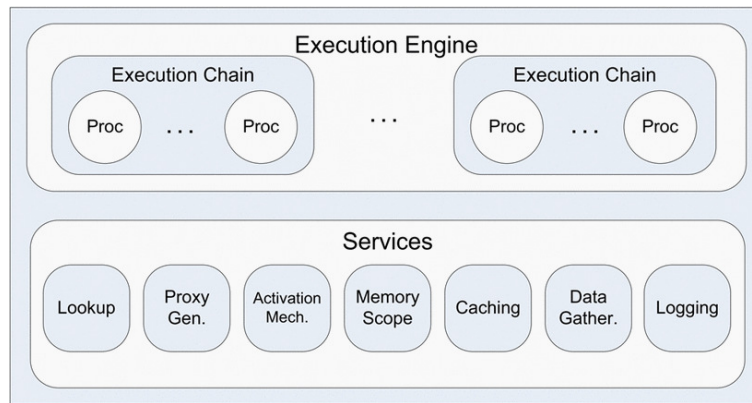 Execution Engine
Execution Chain
Proc
...
Proc
...
Execution Chain
Proc
...
Proc
Services
Lookup
Proxy
Gen.
Activation
Mech.
Memory
Scope
Caching
Data
Gather.
Logging